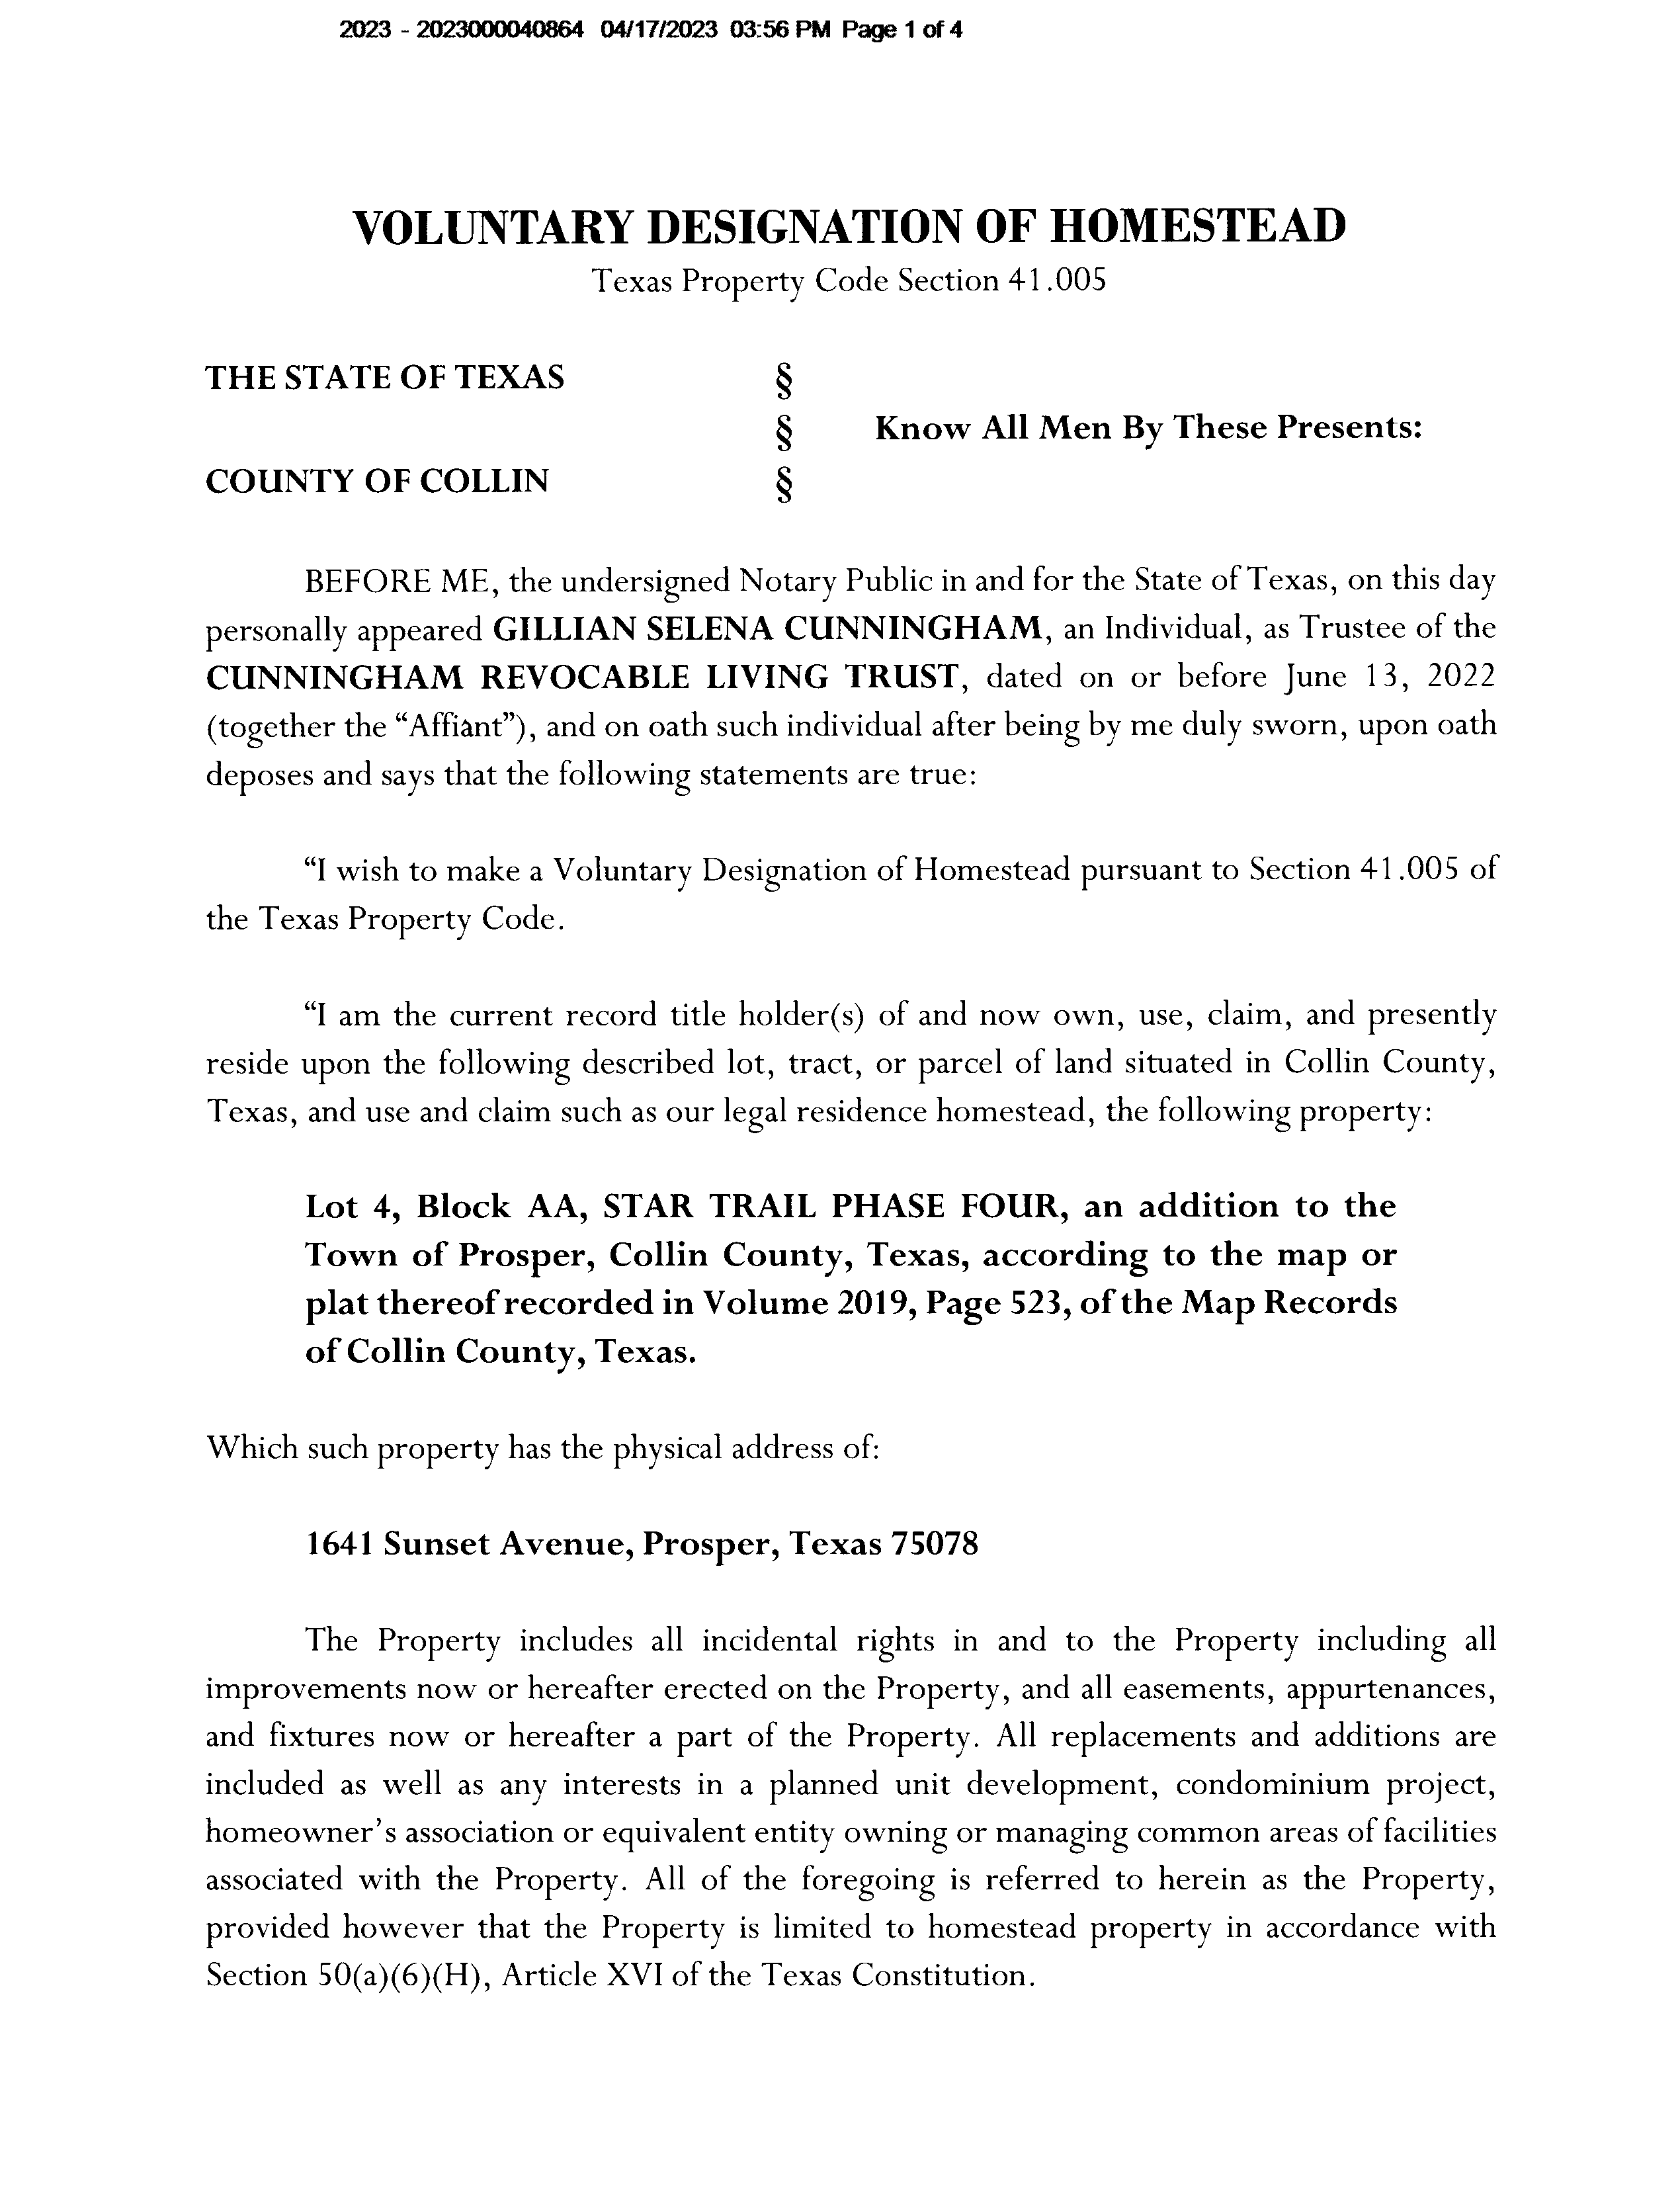 2023 - 2023000040864 04/17/2023 03:56 PM Page 1 of 4
VOLUNTARY DESIGNATION OF HOMESTEAD
Texas Property Code Section 41.005
THE STATE OF TEXAS §
§ Know All Men By These Presents:
COUNTY OF COLLIN §
BEFORE ME, the undersigned Notary Public in and for the State of Texas, on this day
personally appeared GILLIAN SELENA CUNNINGHAM, an Individual, as Trustee of the
CUNNINGHAM REVOCABLE LIVING TRUST, dated on or before June 13, 2022
(together the “Affiant”), and on oath such individual after being by me duly sworn, upon oath
deposes and says that the following statements are true:
“I wish to make a Voluntary Designation of Homestead pursuant to Section 41.005 of
the Texas Property Code.
“I am the current record title holder(s) of and now own, use, claim, and presently
reside upon the following described lot, tract, or parcel of land situated in Collin County,
Texas, and use and claim such as our legal residence homestead, the following property:
Lot 4, Block AA, STAR TRAIL PHASE FOUR, an addition to the
Town of Prosper, Collin County, Texas, according to the map or
plat thereof recorded in Volume 2019, Page 523, of the Map Records
of Collin County, Texas.
Which such property has the physical address of:
1641 Sunset Avenue, Prosper, Texas 75078
The Property includes all incidental rights in and to the Property including all
improvements now or hereafter erected on the Property, and all easements, appurtenances,
and fixtures now or hereafter a part of the Property. All replacements and additions are
included as well as any interests in a planned unit development, condominium project,
homeowner’s association or equivalent entity owning or managing common areas of facilities
associated with the Property. All of the foregoing is referred to herein as the Property,
provided however that the Property is limited to homestead property in accordance with
Section 50(a)(6)(H), Article XVI of the Texas Constitution.